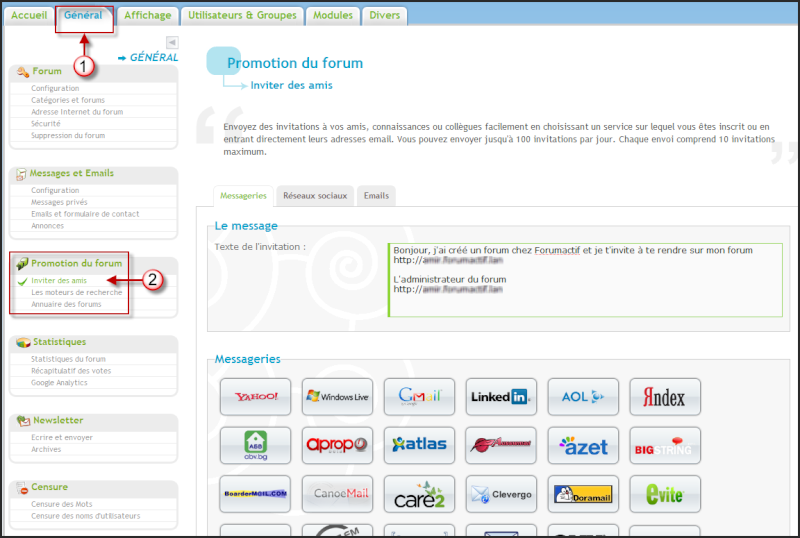 Accueil Général Affichage Utilisateurs & Groupes Modules Divers
1
GÉNÉRAL
Forum
Configuration
Catégories et forums
Adresse Internet du forum
Sécurité
Suppression du forum
Messages et Emails
Configuration
Messages privés
Emails et formulaire de contact
Annonces
Promotion du forum
Inviter des amis
2
Les moteurs de recherche
Annuaire des forums
Statistiques
Statistiques du forum
Récapitulatif des votes
Google Analytics
Newsletter
Ecrire et envoyer
Archives
Censure
Censure des Mots
Censure des noms d'utilisateurs
Promotion du forum
Inviter des amis
Envoyez des invitations à vos amis, connaissances ou collègues facilement en choisissant un service sur lequel vous êtes inscrit ou en
entrant directement leurs adresses email. Vous pouvez envoyer jusqu'à 100 invitations par jour. Chaque envoi comprend 10 invitations
maximum.
Messageries Réseaux sociaux Emails
Le message
Texte de l'invitation :
Bonjour, j'ai créé un forum chez Forumactif et je t'invite à te rendre sur mon forum
http://
L'administrateur du forum
http://
Messageries
YAHOO! Windows Live Gmail LinkedIn AOL Яndex
ABB abv.bg apropo atlas azet BIGSTRING
BoarderMAIL.COM CanoeMail care2 Clevergo Doramail evite